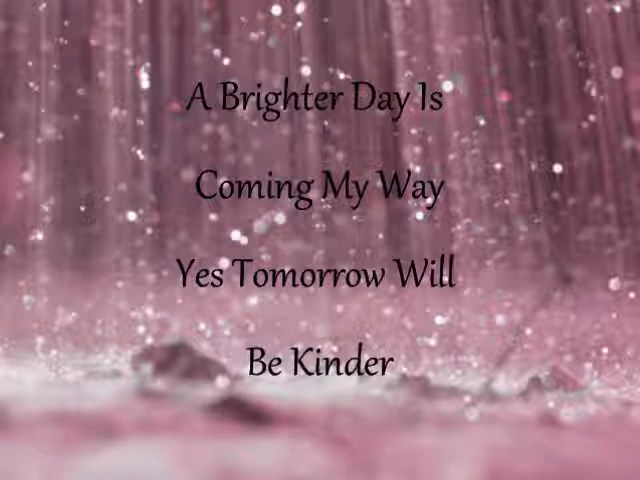 A Brighter Day Is
Coming My Way
Yes Tomorrow Will
Be Kinder